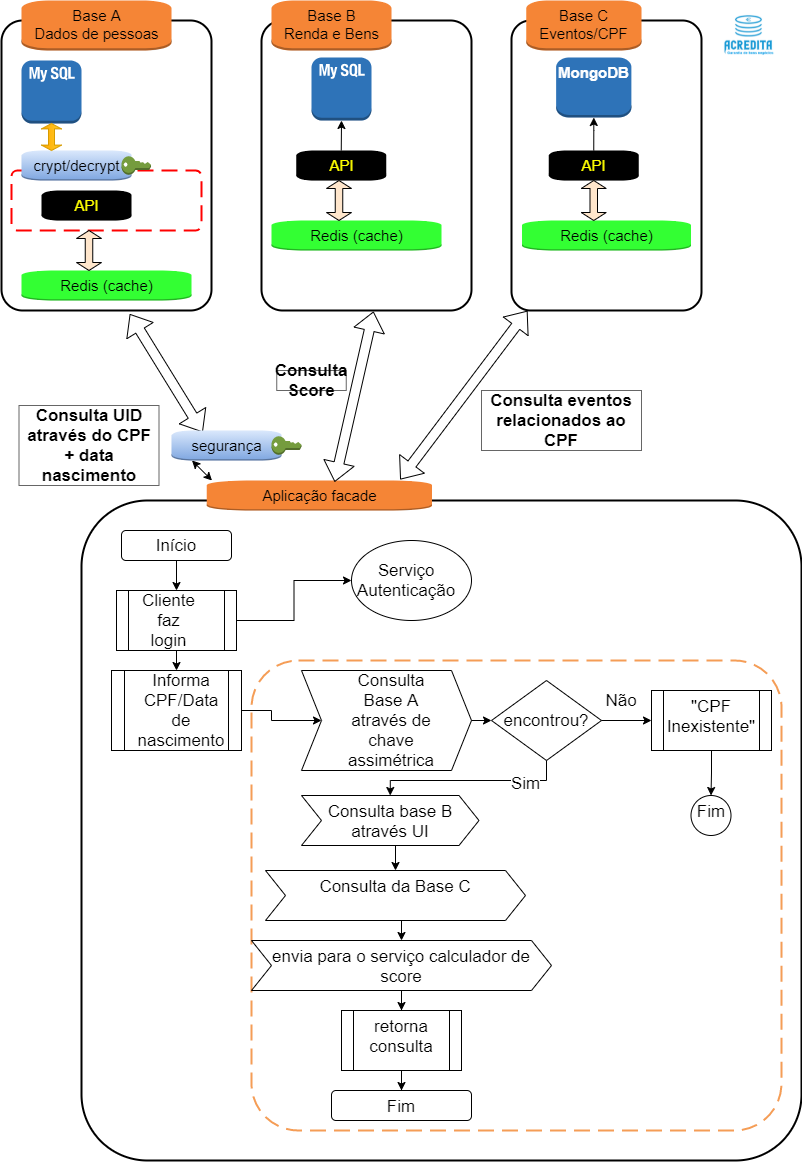 Base A
Dados de pessoas
My SQL
crypt/decrypt
API
Redis (cache)
Base B
Renda e Bens
My SQL
API
Redis (cache)
Base C
Eventos/CPF
MongoDB
API
Redis (cache)
ACREDITA
Consulta UID
através do CPF
+ data
nascimento
segurança
Consulta
Score
Consulta eventos
relacionados ao
CPF
Aplicação facade
Início
Cliente
faz
login
Serviço
Autenticação
Informa
CPF/Data
de
nascimento
Consulta
Base A
através de
chave
assimétrica
encontrou?
Não
"CPF
Inexistente"
Fim
Sim
Consulta base B
através UI
Consulta da Base C
envia para o serviço calculador de
score
retorna
consulta
Fim